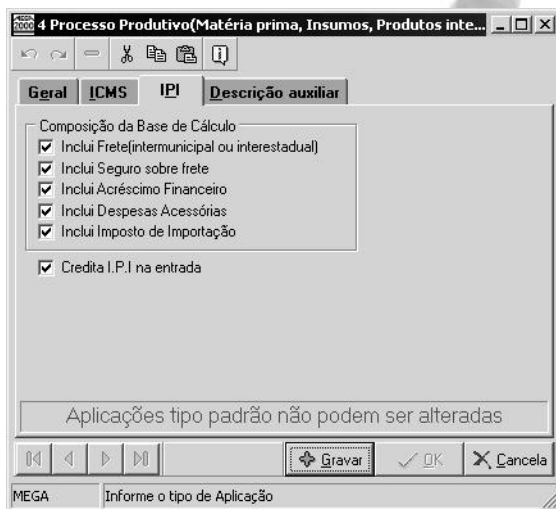 4 Processo Produtivo(Matéria prima, Insumos, Produtos inte...
Geral ICMS IPI Descrição auxiliar
Composição da Base de Cálculo
Inclui Frete(intermunicipal ou interestadual)
Inclui Seguro sobre frete
Inclui Acréscimo Financeiro
Inclui Despesas Acessórias
Inclui Imposto de Importação
Credita I.P.I na entrada
Aplicações tipo padrão não podem ser alteradas
Gravar OK Cancela
MEGA Informe o tipo de Aplicação